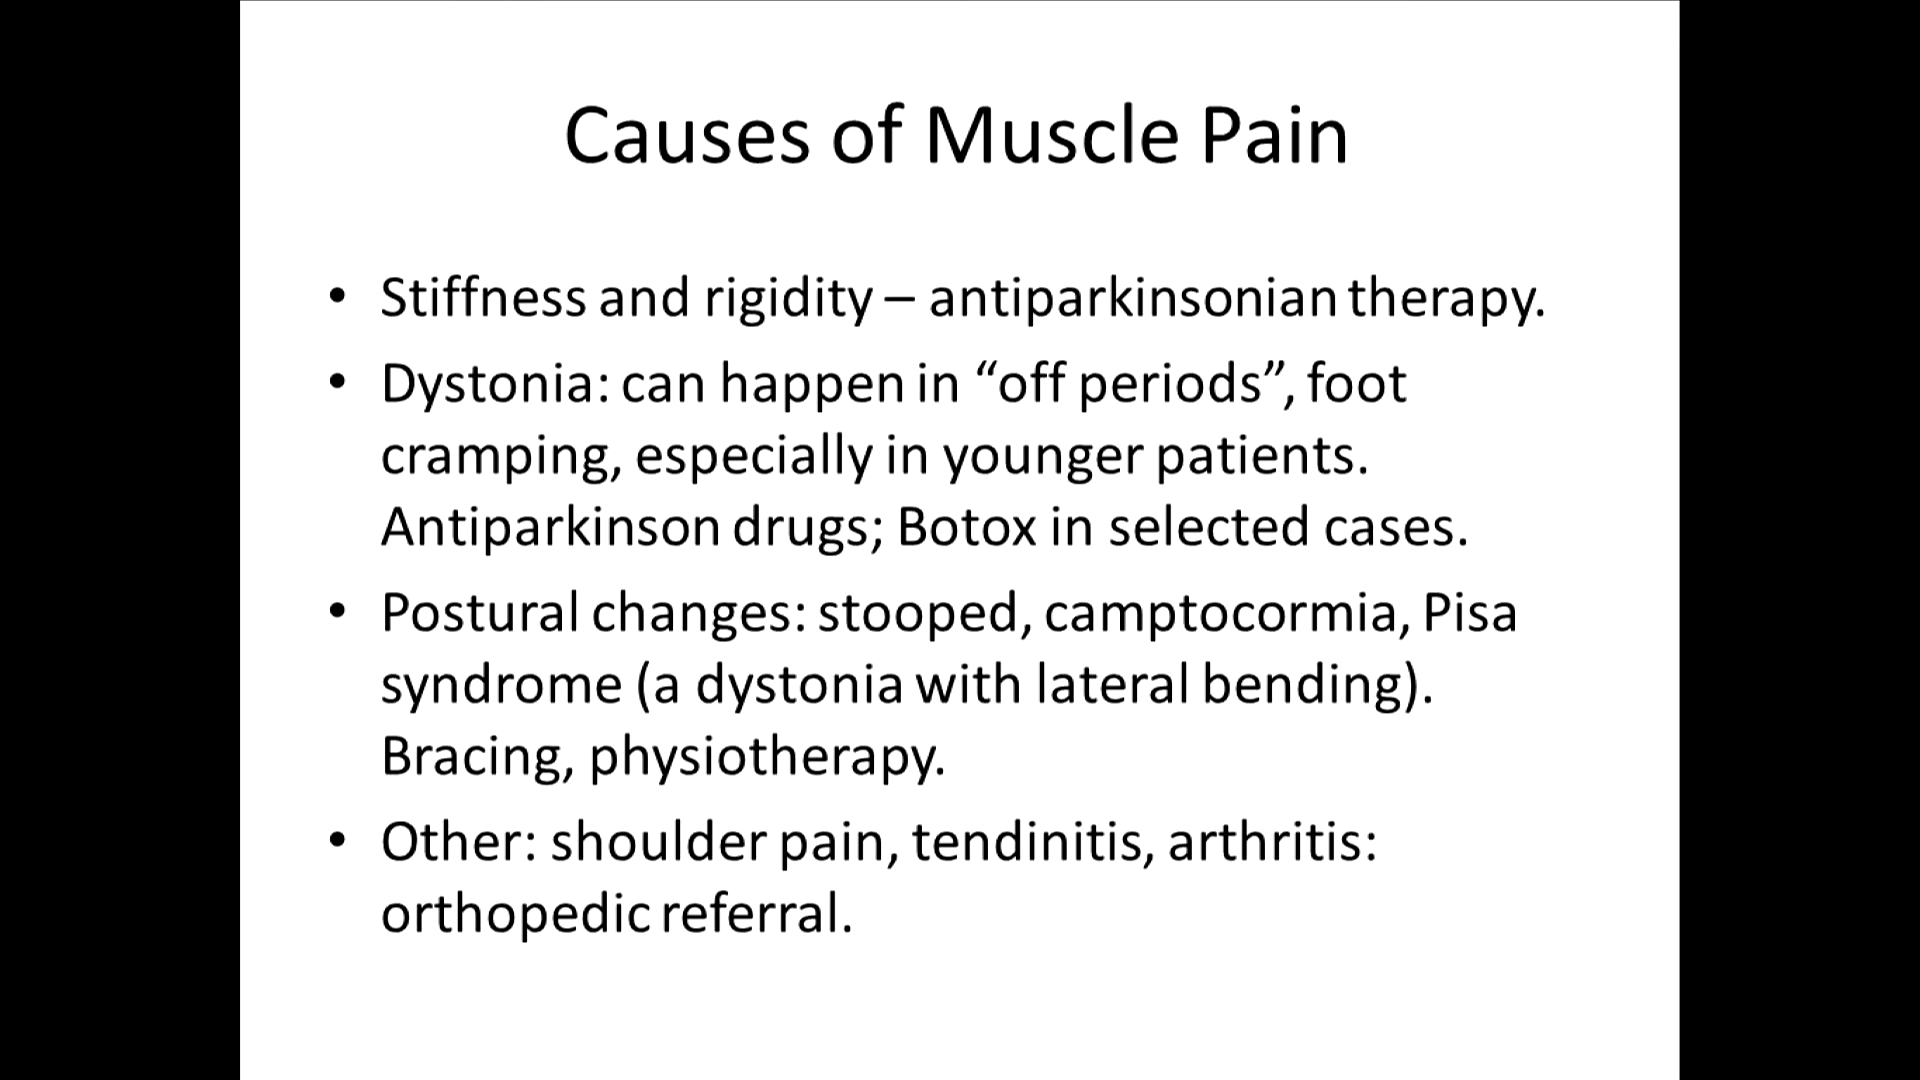 Causes of Muscle Pain
• Stiffness and rigidity – antiparkinsonian therapy.
• Dystonia: can happen in “off periods”, foot
cramping, especially in younger patients.
Antiparkinson drugs; Botox in selected cases.
• Postural changes: stooped, camptocormia, Pisa
syndrome (a dystonia with lateral bending).
Bracing, physiotherapy.
• Other: shoulder pain, tendinitis, arthritis:
orthopedic referral.